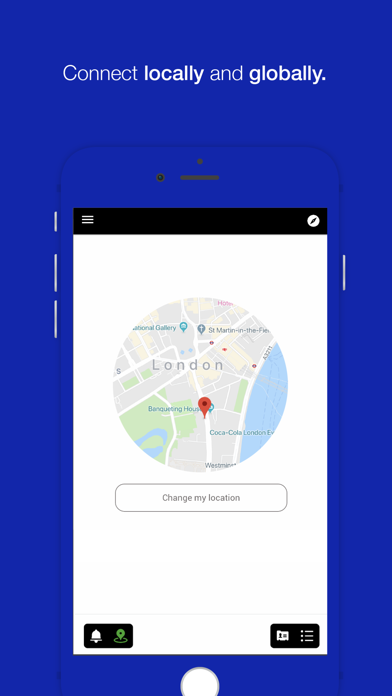 Connect locally and globally.
Hotel
ational Gallery
St Martin-in-the-Fie
A3211
S
London
Banqueting Hous
Coca-Cola London E
Westmins
Change my location